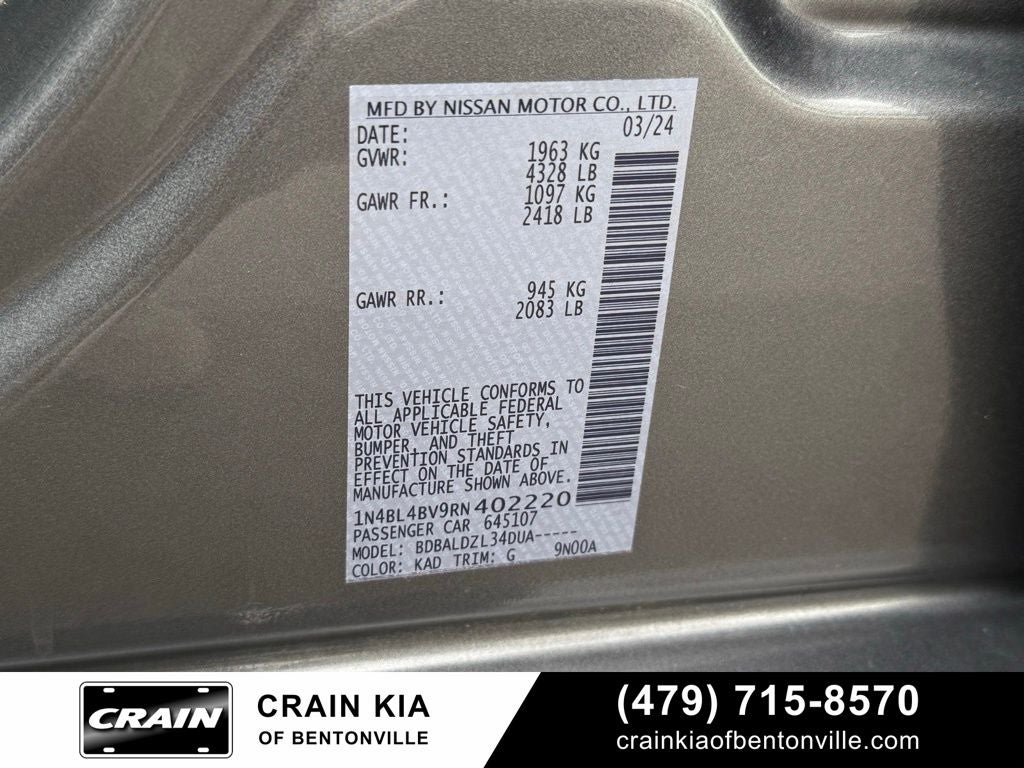 MFD BY NISSAN MOTOR CO., LTD.
DATE: 03/24
GVWR: 1963 KG
4328 LB
GAWR FR.: 1097 KG
2418 LB
GAWR RR.: 945 KG
2083 LB
THIS VEHICLE CONFORMS TO
ALL APPLICABLE FEDERAL
MOTOR VEHICLE SAFETY,
BUMPER, AND THEFT
PREVENTION STANDARDS IN
EFFECT ON THE DATE OF
MANUFACTURE SHOWN ABOVE.
1N4BL4BV9RN402220
PASSENGER CAR 645107
MODEL: BDBALDZL34DUA-----
COLOR: KAD TRIM: G 9N00A
CRAIN
CRAIN KIA
OF BENTONVILLE
(479) 715-8570
crainkiaofbentonville.com